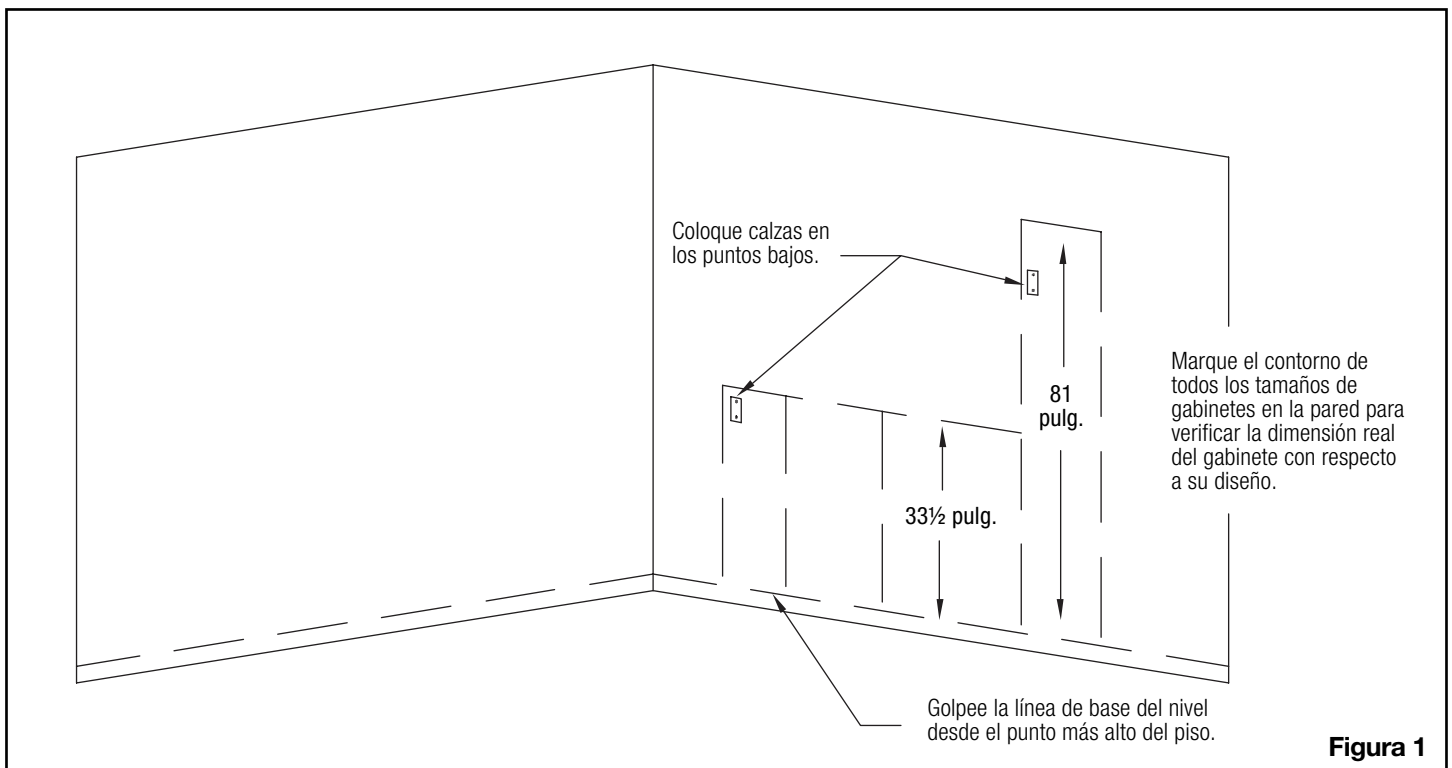 Coloque calzas en
los puntos bajos.
81
pulg.
33½ pulg.
Marque el contorno de
todos los tamaños de
gabinetes en la pared para
verificar la dimensión real
del gabinete con respecto
a su diseño.
Golpee la línea de base del nivel
desde el punto más alto del piso.
Figura 1